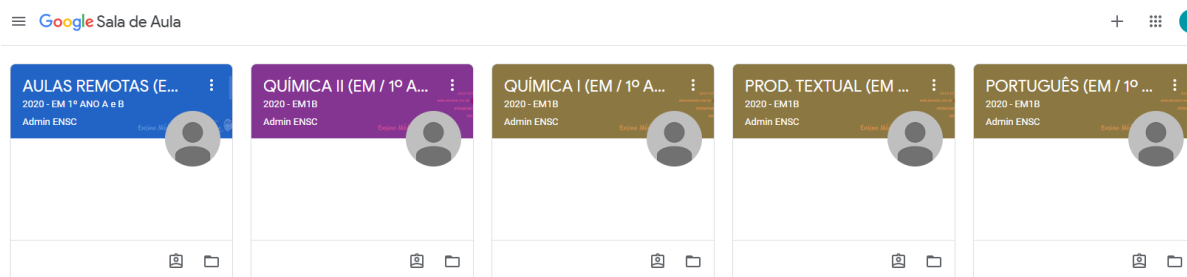 Google Sala de Aula
AULAS REMOTAS (E...
2020 - EM 1º ANO A e B
Admin ENSC
QUÍMICA II (EM / 1º A...
2020 - EM1B
Admin ENSC
QUÍMICA I (EM / 1º A...
2020 - EM1B
Admin ENSC
PROD. TEXTUAL (EM ...
2020 - EM1B
Admin ENSC
PORTUGUÊS (EM / 1º ...
2020 - EM1B
Admin ENSC